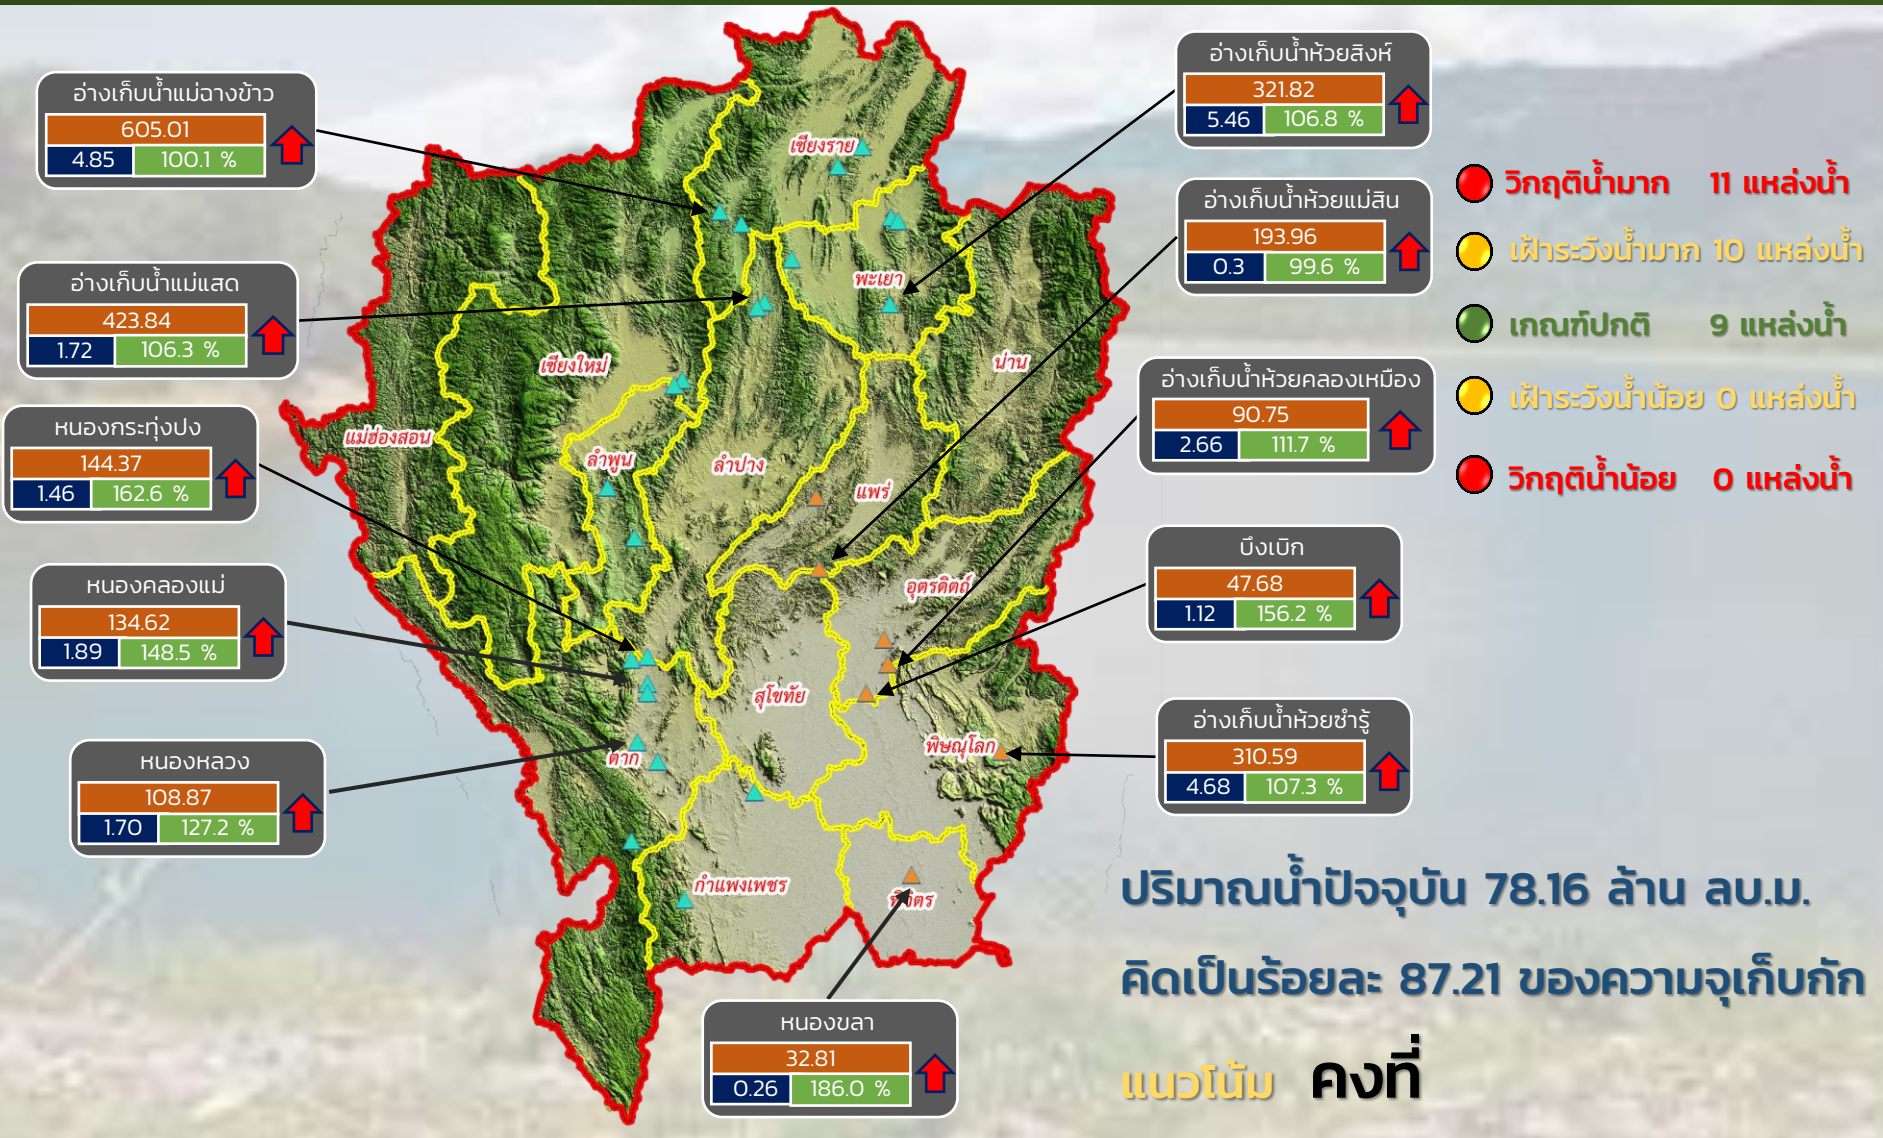 อ่างเก็บน้ำแม่ฉางข้าว
605.01
4.85 100.1 %
อ่างเก็บน้ำแม่แสด
423.84
1.72 106.3 %
หนองกระทุ่งปง
144.37
1.46 162.6 %
หนองคลองแม่
134.62
1.89 148.5 %
หนองหลวง
108.87
1.70 127.2 %
เชียงราย
พะเยา
น่าน
เชียงใหม่
แม่ฮ่องสอน
ลำพูน
ลำปาง
แพร่
อุตรดิตถ์
สุโขทัย
ตาก
พิษณุโลก
กำแพงเพชร
พิจิตร
หนองขลา
32.81
0.26 186.0 %
อ่างเก็บน้ำห้วยสิงห์
321.82
5.46 106.8 %
อ่างเก็บน้ำห้วยแม่สิน
193.96
0.3 99.6 %
อ่างเก็บน้ำห้วยคลองเหมือง
90.75
2.66 111.7 %
บึงเบิก
47.68
1.12 156.2 %
อ่างเก็บน้ำห้วยซำรู้
310.59
4.68 107.3 %
วิกฤติน้ำมาก 11 แหล่งน้ำ
เฝ้าระวังน้ำมาก 10 แหล่งน้ำ
เกณฑ์ปกติ 9 แหล่งน้ำ
เฝ้าระวังน้ำน้อย 0 แหล่งน้ำ
วิกฤติน้ำน้อย 0 แหล่งน้ำ
ปริมาณน้ำปัจจุบัน 78.16 ล้าน ลบ.ม.
คิดเป็นร้อยละ 87.21 ของความจุเก็บกัก
แนวโน้ม คงที่